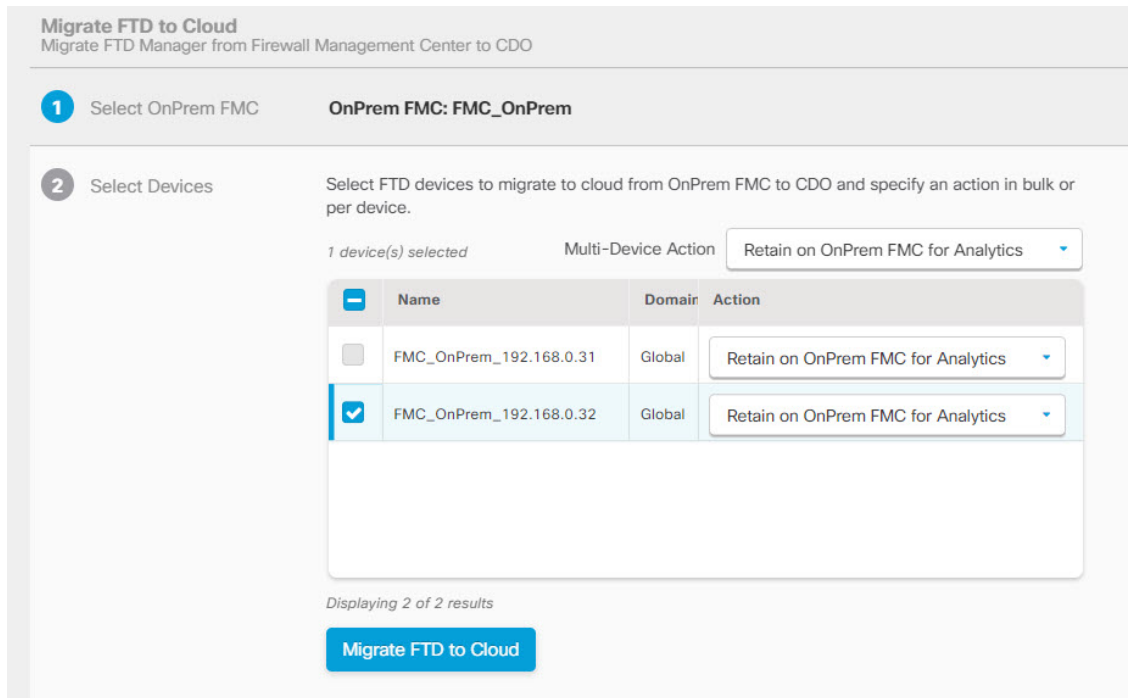 Migrate FTD to Cloud
Migrate FTD Manager from Firewall Management Center to CDO
1 Select OnPrem FMC OnPrem FMC: FMC_OnPrem
2 Select Devices Select FTD devices to migrate to cloud from OnPrem FMC to CDO and specify an action in bulk or
per device.
1 device(s) selected Multi-Device Action Retain on OnPrem FMC for Analytics
Name Domain Action
FMC_OnPrem_192.168.0.31 Global Retain on OnPrem FMC for Analytics
FMC_OnPrem_192.168.0.32 Global Retain on OnPrem FMC for Analytics
Displaying 2 of 2 results
Migrate FTD to Cloud